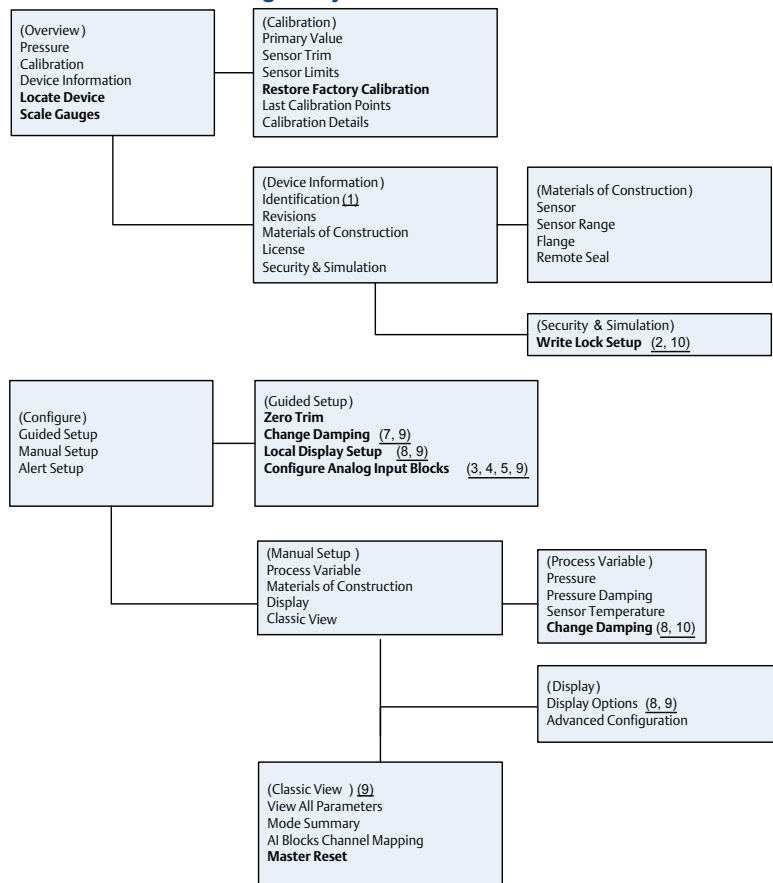 (Overview)
Pressure
Calibration
Device Information
Locate Device
Scale Gauges
(Calibration)
Primary Value
Sensor Trim
Sensor Limits
Restore Factory Calibration
Last Calibration Points
Calibration Details
(Device Information)
Identification (1)
Revisions
Materials of Construction
License
Security & Simulation
(Materials of Construction)
Sensor
Sensor Range
Flange
Remote Seal
(Security & Simulation)
Write Lock Setup (2, 10)
(Configure)
Guided Setup
Manual Setup
Alert Setup
(Guided Setup)
Zero Trim
Change Damping (7, 9)
Local Display Setup (8, 9)
Configure Analog Input Blocks (3, 4, 5, 9)
(Manual Setup )
Process Variable
Materials of Construction
Display
Classic View
(Process Variable )
Pressure
Pressure Damping
Sensor Temperature
Change Damping (8, 10)
(Display)
Display Options (8, 9)
Advanced Configuration
(Classic View ) (9)
View All Parameters
Mode Summary
AI Blocks Channel Mapping
Master Reset